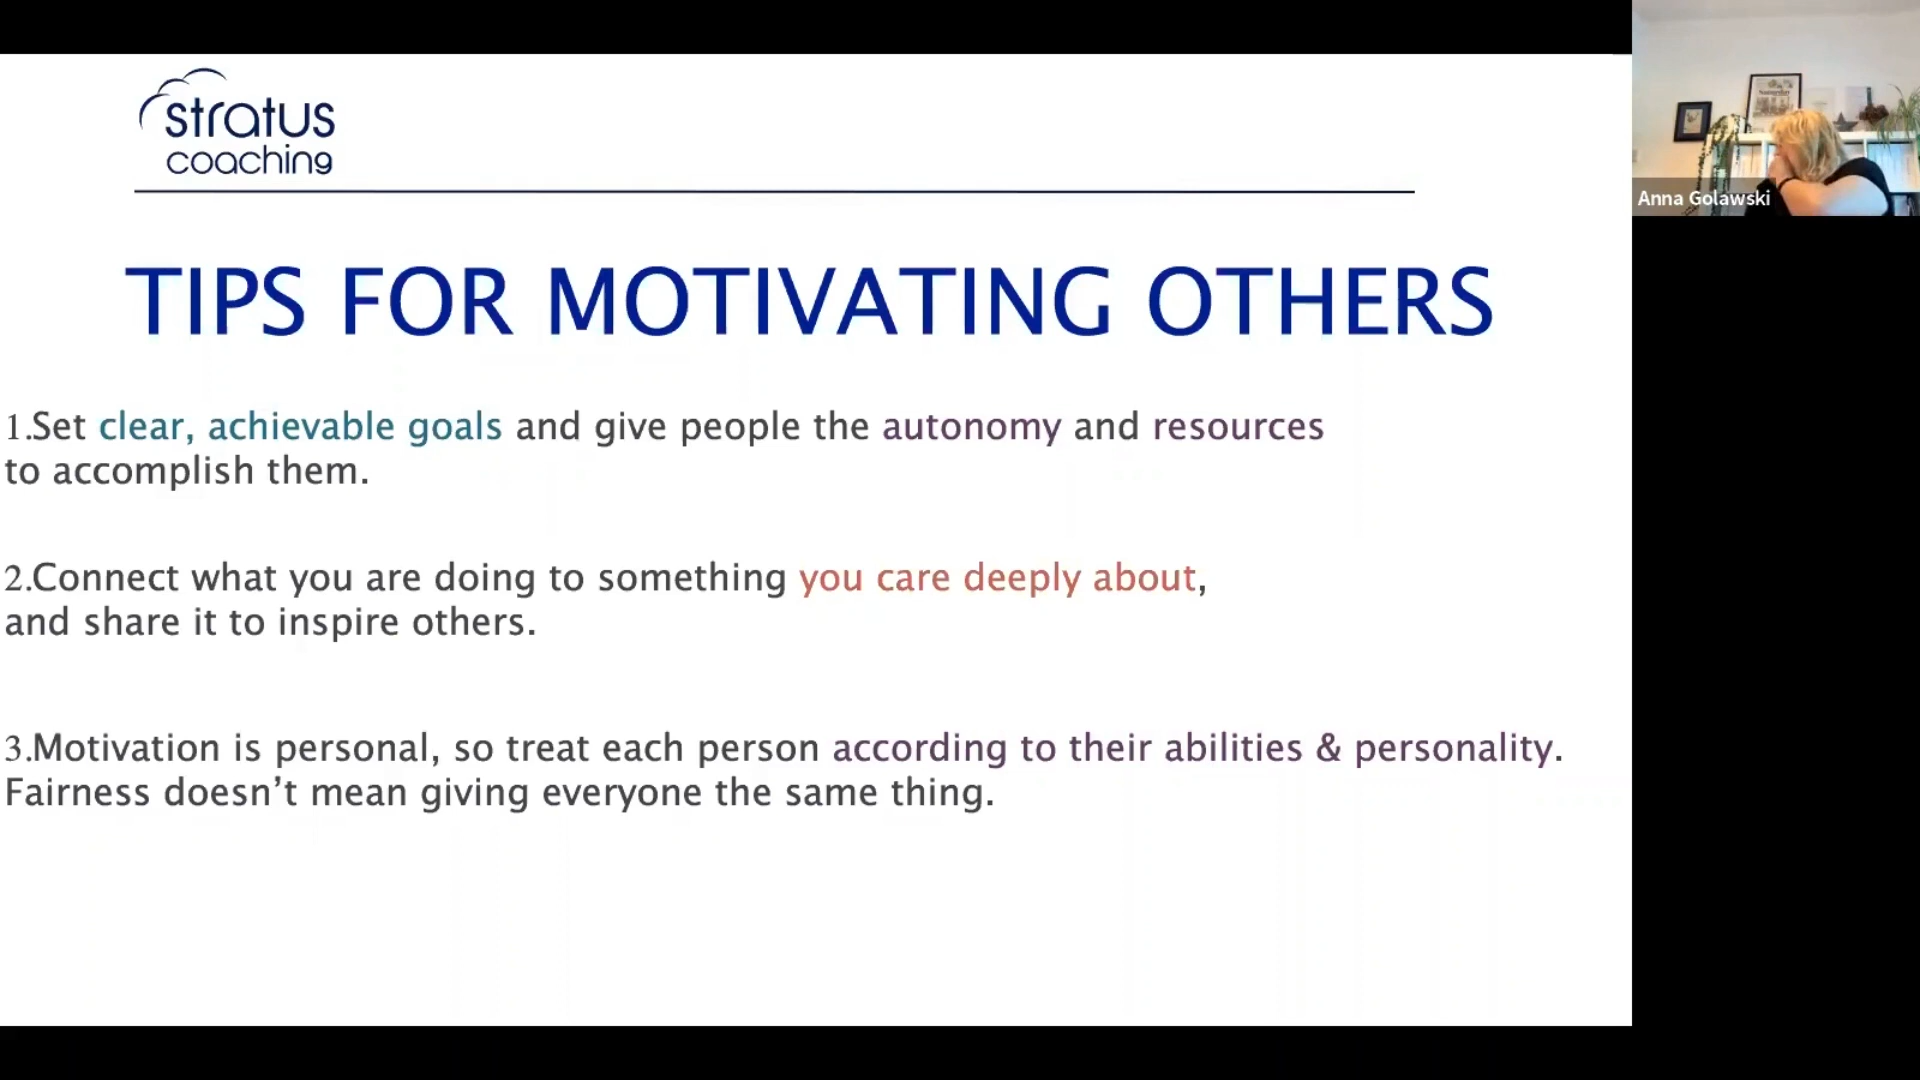 stratus
coaching
TIPS FOR MOTIVATING OTHERS
1.Set clear, achievable goals and give people the autonomy and resources
to accomplish them.
2.Connect what you are doing to something you care deeply about,
and share it to inspire others.
3.Motivation is personal, so treat each person according to their abilities & personality.
Fairness doesn’t mean giving everyone the same thing.
Anna Golawski